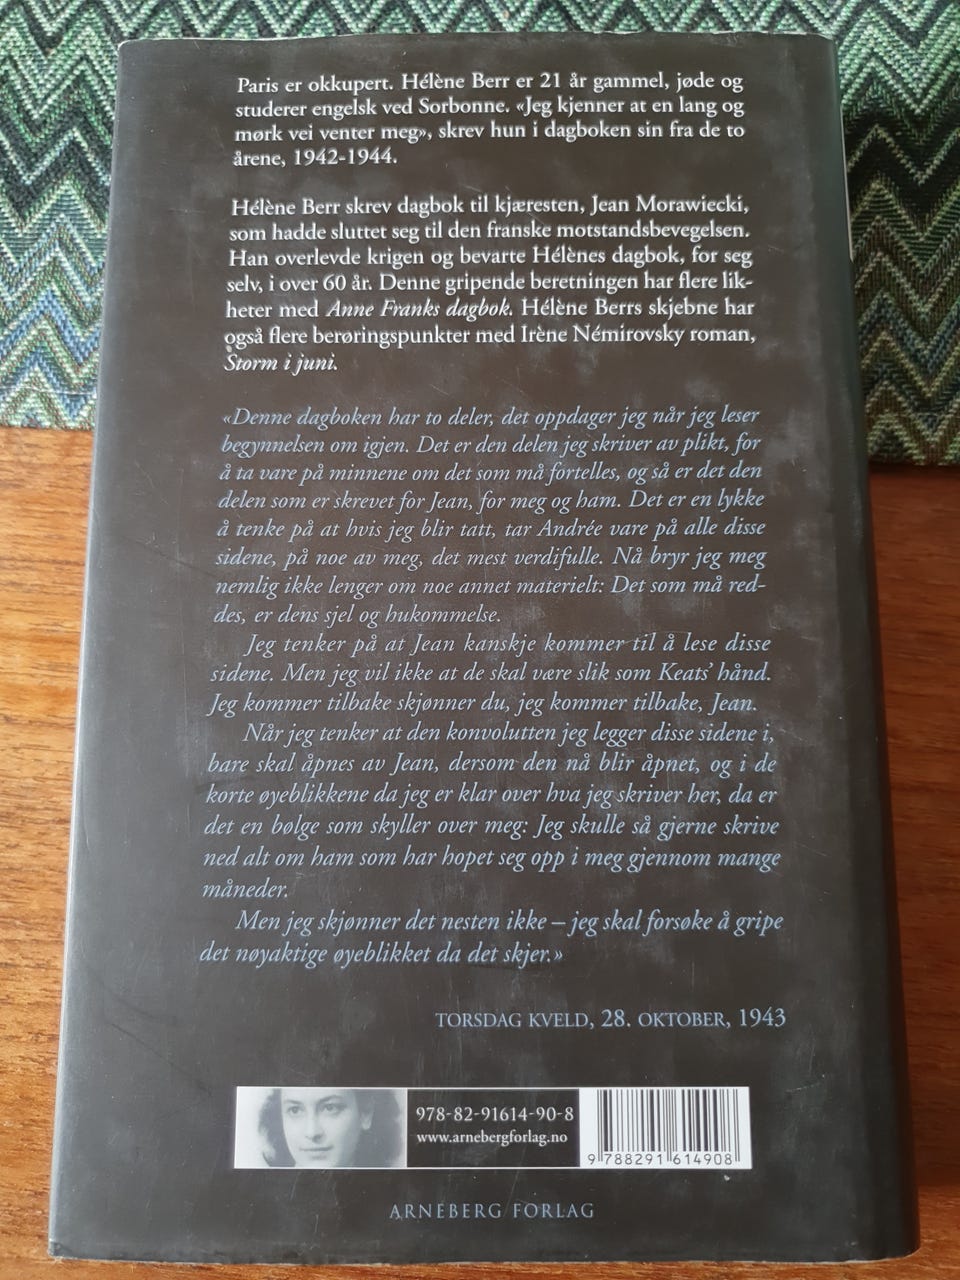 Paris er okkupert. Hélène Berr er 21 år gammel, jøde og
studerer engelsk ved Sorbonne. «Jeg kjenner at en lang og
mørk vei venter meg», skrev hun i dagboken sin fra de to
årene, 1942-1944.
Hélène Berr skrev dagbok til kjæresten, Jean Morawiecki,
som hadde sluttet seg til den franske motstandsbevegelsen.
Han overlevde krigen og bevarte Hélènes dagbok, for seg
selv, i over 60 år. Denne gripende beretningen har flere lik-
heter med Anne Franks dagbok. Hélène Berrs skjebne har
også flere berøringspunkter med Irène Némirovsky roman,
Storm i juni.
«Denne dagboken har to deler, det oppdager jeg når jeg leser
begynnelsen om igjen. Det er den delen jeg skriver av plikt, for
å ta vare på minnene om det som må fortelles, og så er det den
delen som er skrevet for Jean, for meg og ham. Det er en lykke
å tenke på at hvis jeg blir tatt, tar Andrée vare på alle disse
sidene, på noe av meg, det mest verdifulle. Nå bryr jeg meg
nemlig ikke lenger om noe annet materielt: Det som må red-
des, er dens sjel og hukommelse.
Jeg tenker på at Jean kanskje kommer til å lese disse
sidene. Men jeg vil ikke at de skal være slik som Keats' hånd.
Jeg kommer tilbake skjønner du, jeg kommer tilbake, Jean.
Når jeg tenker at den konvolutten jeg legger disse sidene i,
bare skal åpnes av Jean, dersom den nå blir åpnet, og i de
korte øyeblikkene da jeg er klar over hva jeg skriver her, da er
det en bølge som skyller over meg: Jeg skulle så gjerne skrive
ned alt om ham som har hopet seg opp i meg gjennom mange
måneder.
Men jeg skjønner det nesten ikke – jeg skal forsøke å gripe
det nøyaktige øyeblikket da det skjer.»
TORSDAG KVELD, 28. OKTOBER, 1943
978-82-91614-90-8
www.arnebergforlag.no
9 788291 614908
ARNEBERG FORLAG